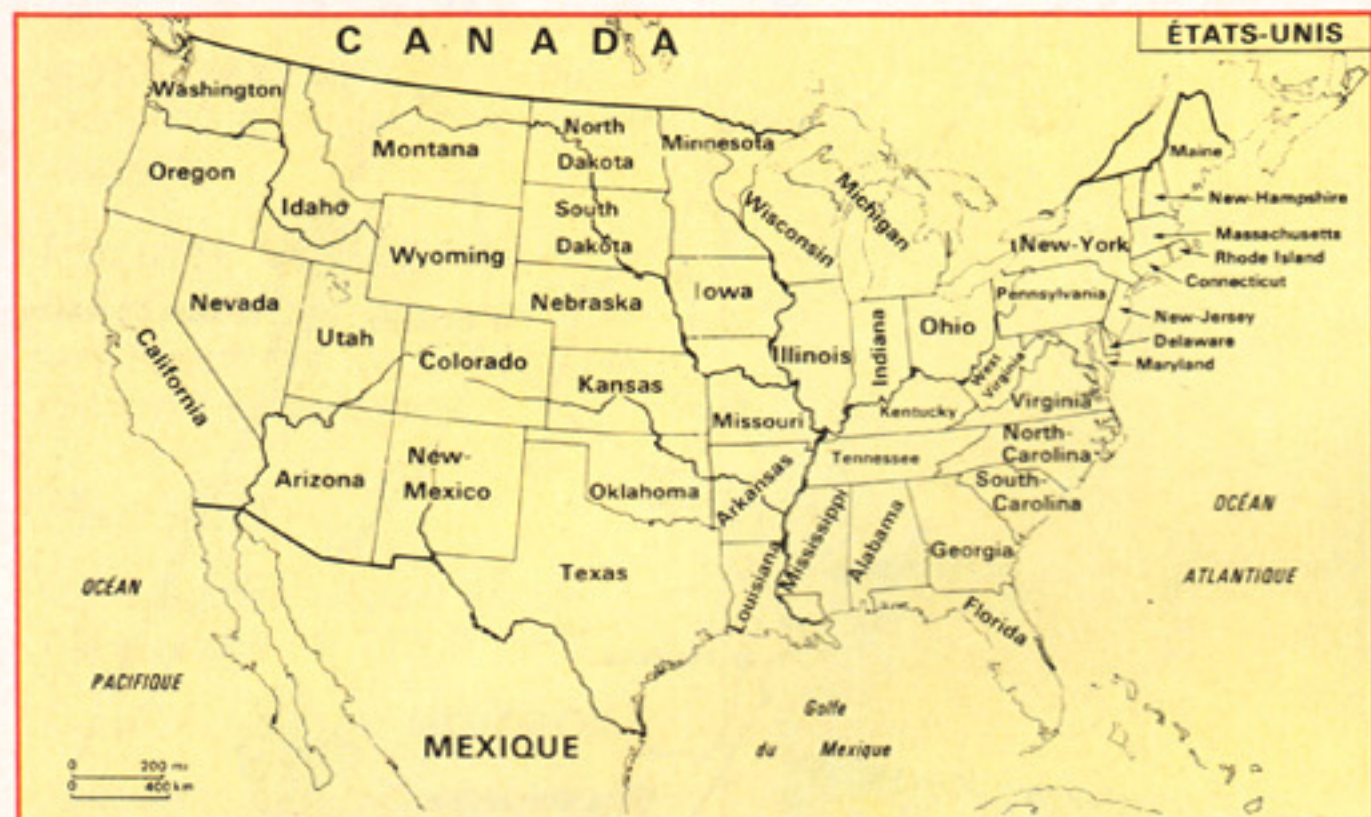 CANADA
ÉTATS-UNIS
Washington
Montana
North
Dakota
Minnesota
Maine
Oregon
Idaho
Wisconsin
Michigan
New-Hampshire
South
Dakota
Wyoming
New-York
Massachusetts
Rhode Island
Connecticut
Nevada
Nebraska
Iowa
Pennsylvania
New-Jersey
Utah
Colorado
Illinois
Indiana
Ohio
Delaware
Maryland
California
Kansas
West
Virginia
Missouri
Kentucky
Virginia
Arizona
New-
Mexico
Oklahoma
Arkansas
Tennessee
North-
Carolina
South-
Carolina
Texas
Louisiana
Mississippi
Alabama
Georgia
Florida
OCÉAN
ATLANTIQUE
OCÉAN
PACIFIQUE
MEXIQUE
Golfe
du Mexique
0 200 mi
0 400 km